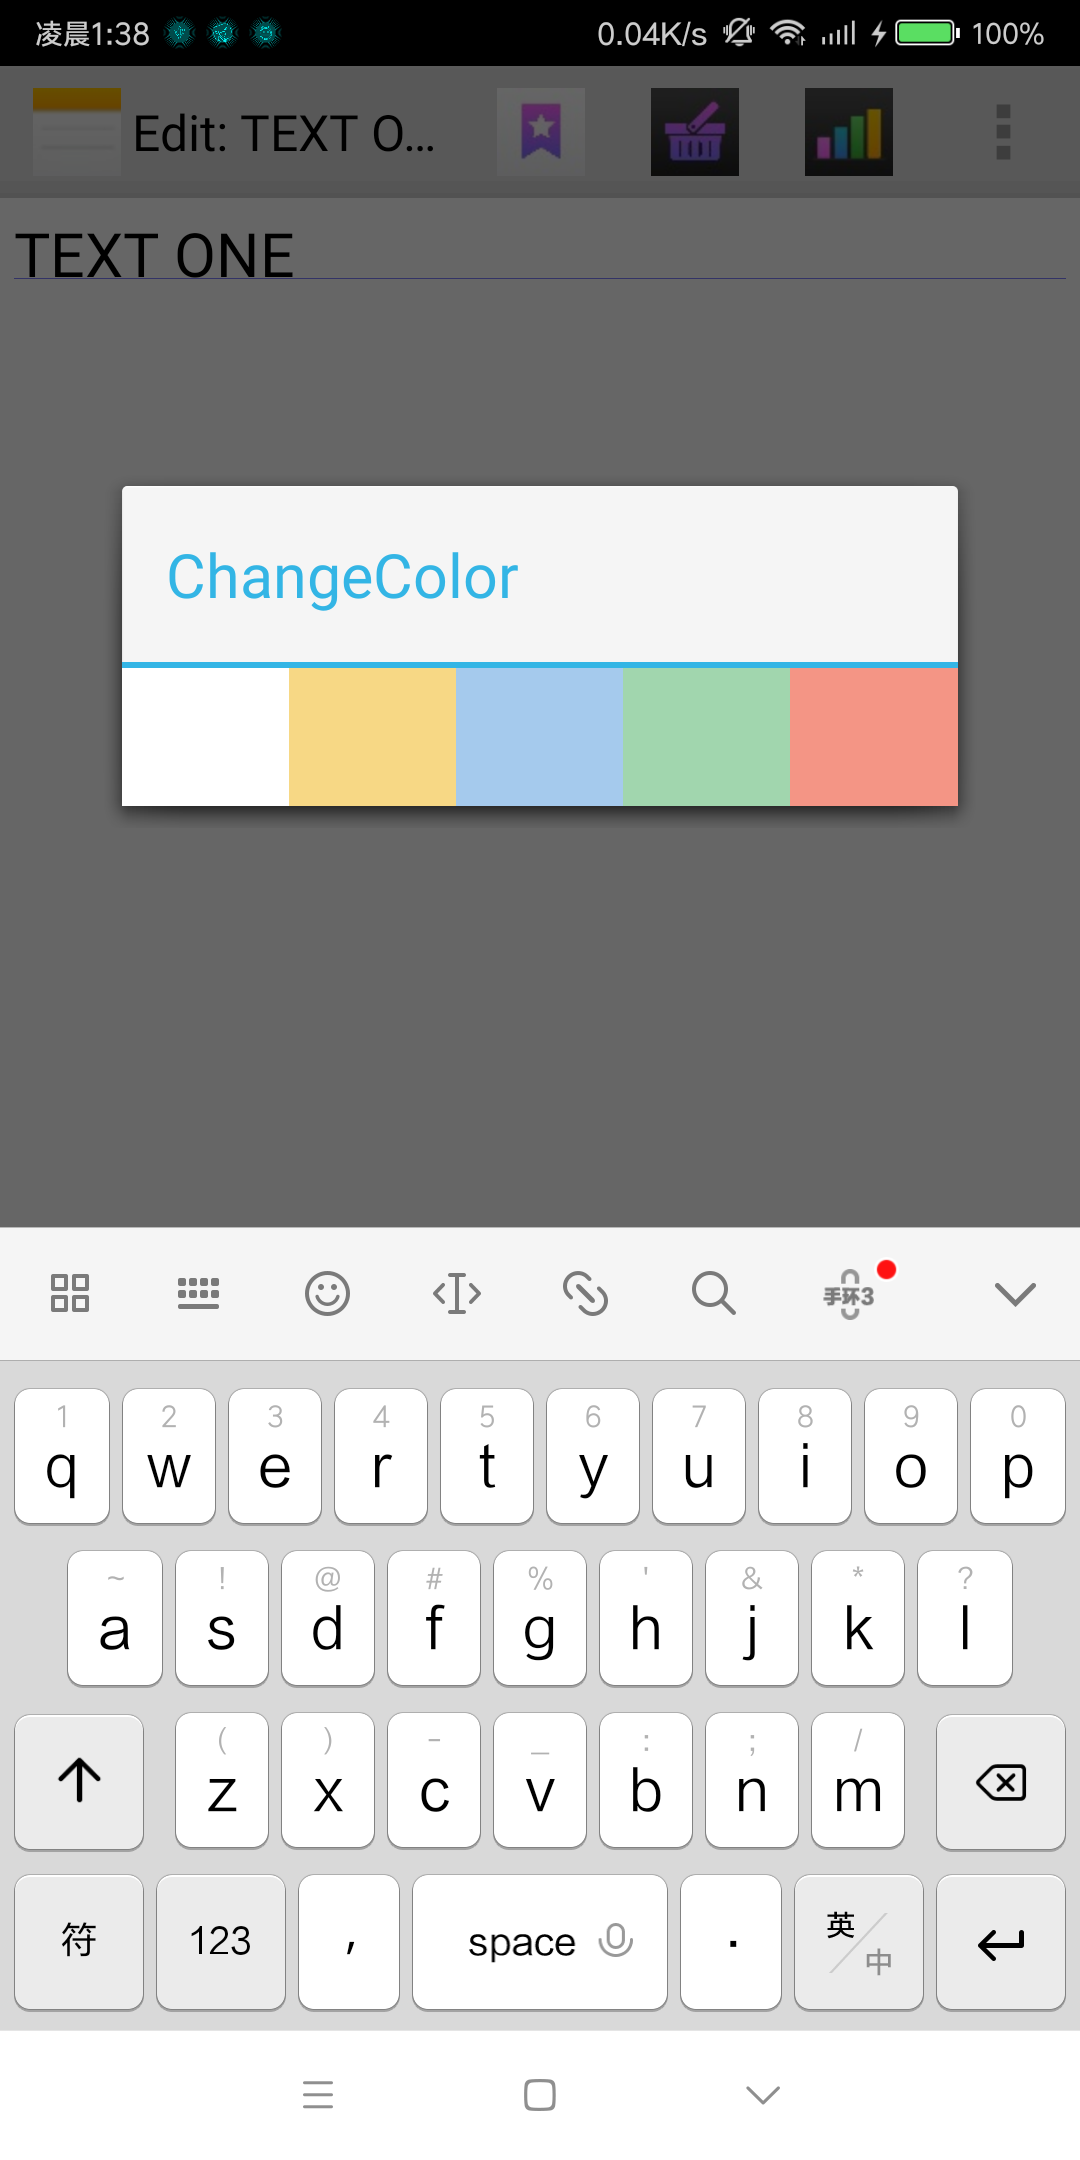 凌晨1:38 0.04K/s 100%
Edit: TEXT O...
TEXT ONE
ChangeColor
手环3
1 2 3 4 5 6 7 8 9 0
q w e r t y u i o p
~ ! @ # % ' & * ?
a s d f g h j k l
( ) - _ : ; /
z x c v b n m
符 123 , space . 英 中